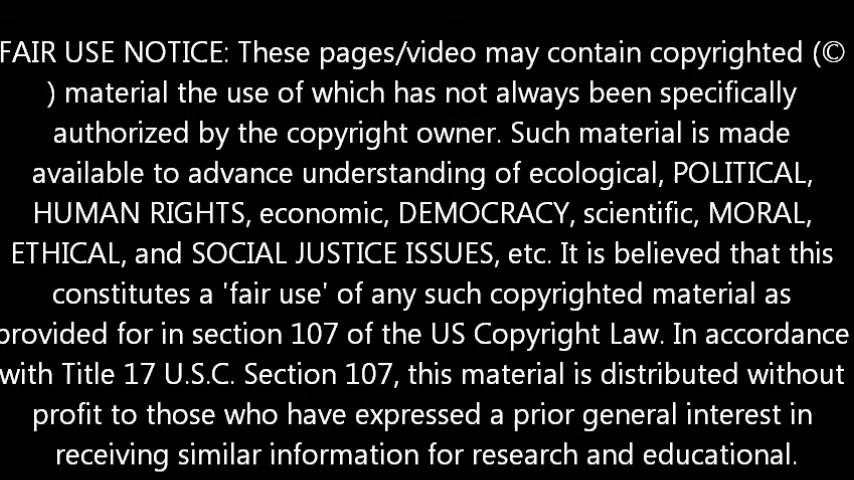 FAIR USE NOTICE: These pages/video may contain copyrighted (©
) material the use of which has not always been specifically
authorized by the copyright owner. Such material is made
available to advance understanding of ecological, POLITICAL,
HUMAN RIGHTS, economic, DEMOCRACY, scientific, MORAL,
ETHICAL, and SOCIAL JUSTICE ISSUES, etc. It is believed that this
constitutes a 'fair use' of any such copyrighted material as
provided for in section 107 of the US Copyright Law. In accordance
with Title 17 U.S.C. Section 107, this material is distributed without
profit to those who have expressed a prior general interest in
receiving similar information for research and educational.